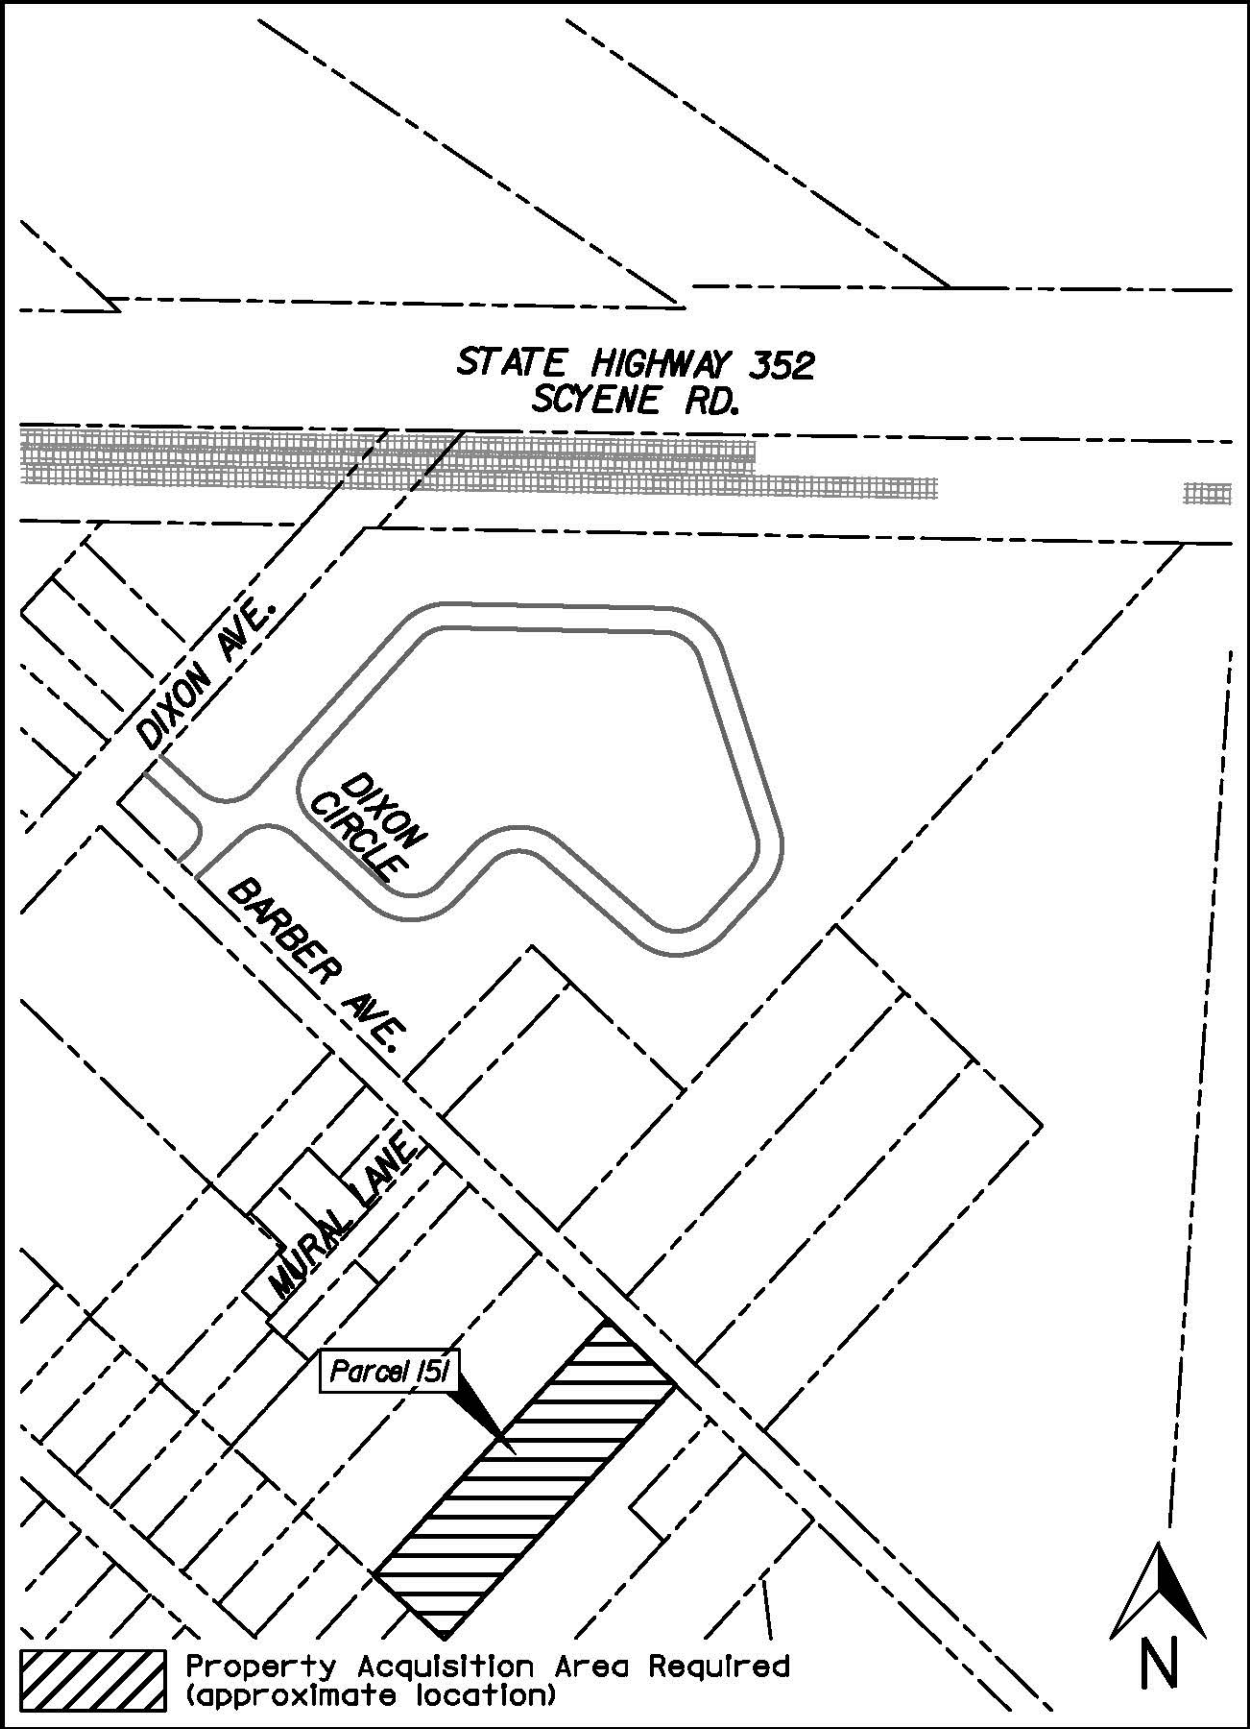 STATE HIGHWAY 352
SCYENE RD.
DIXON AVE.
DIXON
CIRCLE
BARBER AVE.
MURAL LANE
Parcel 151
N
Property Acquisition Area Required
(approximate location)